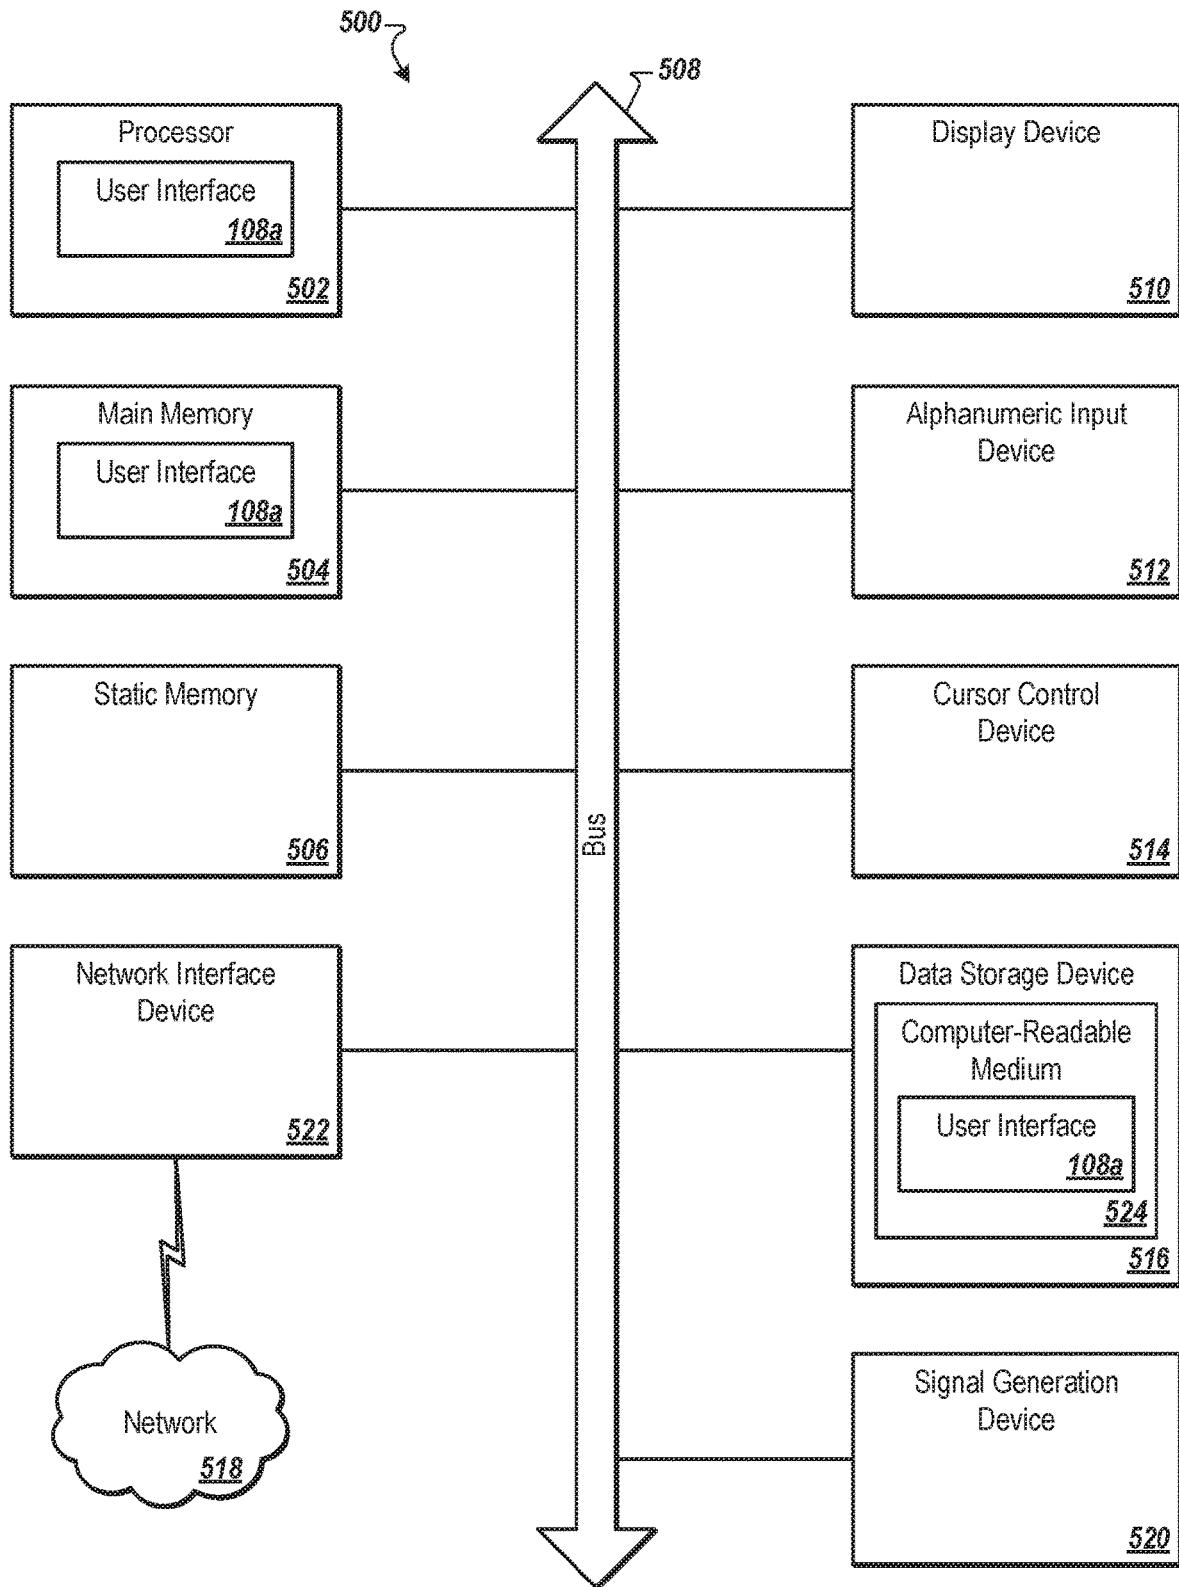 500
508
Processor
User Interface
108a
502
Main Memory
User Interface
108a
504
Static Memory
506
Network Interface
Device
522
Network
518
Bus
Display Device
510
Alphanumeric Input
Device
512
Cursor Control
Device
514
Data Storage Device
Computer-Readable
Medium
User Interface
108a
524
516
Signal Generation
Device
520